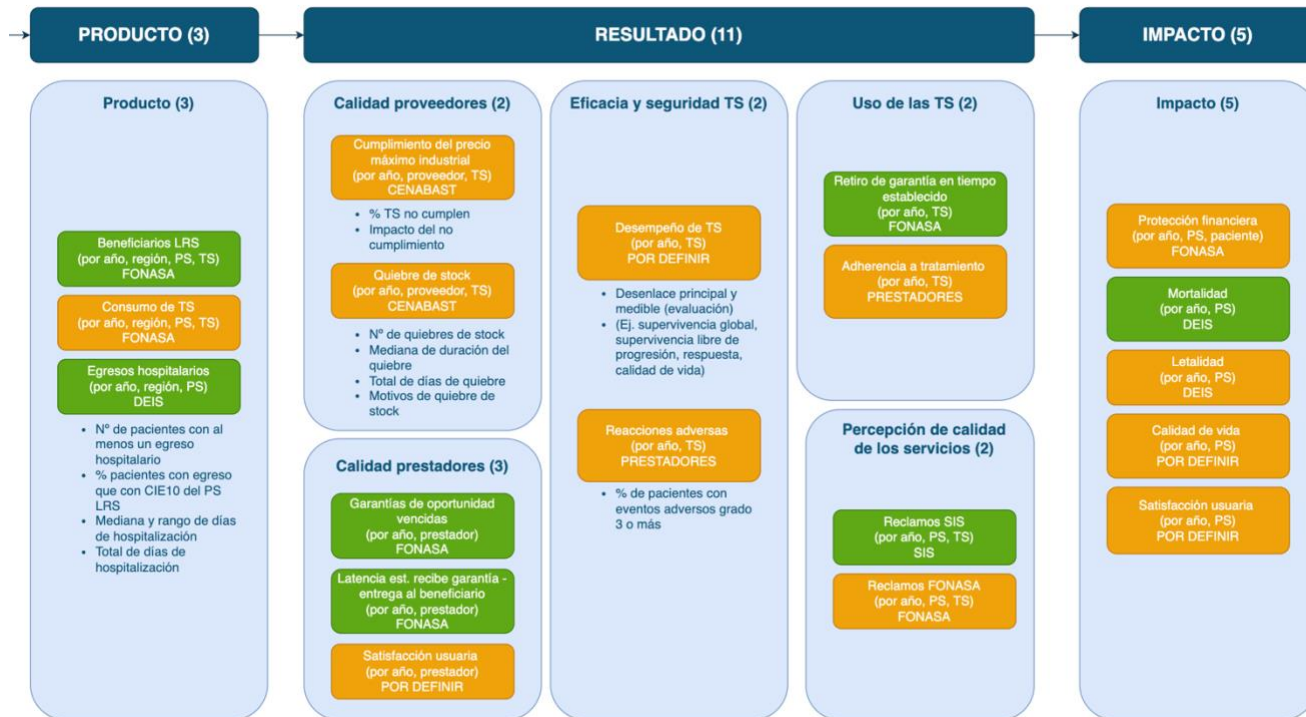 PRODUCTO (3)
RESULTADO (11)
IMPACTO (5)
Producto (3)
Beneficiarios LRS
(por año, región, PS, TS)
FONASA
Consumo de TS
(por año, región, PS, TS)
FONASA
Egresos hospitalarios
(por año, región, PS)
DEIS
• Nº de pacientes con al
menos un egreso
hospitalario
• % pacientes con egreso
que con CIE10 del PS
LRS
• Mediana y rango de días
de hospitalización
• Total de días de
hospitalización
Calidad proveedores (2)
Cumplimiento del precio
máximo industrial
(por año, proveedor, TS)
CENABAST
• % TS no cumplen
• Impacto del no
cumplimiento
Quiebre de stock
(por año, proveedor, TS)
CENABAST
• Nº de quiebres de stock
• Mediana de duración del
quiebre
• Total de días de quiebre
• Motivos de quiebre de
stock
Calidad prestadores (3)
Garantías de oportunidad
vencidas
(por año, prestador)
FONASA
Latencia est. recibe garantía -
entrega al beneficiario
(por año, prestador)
FONASA
Satisfacción usuaria
(por año, prestador)
POR DEFINIR
Eficacia y seguridad TS (2)
Desempeño de TS
(por año, TS)
POR DEFINIR
• Desenlace principal y
medible (evaluación)
• (Ej. supervivencia global,
supervivencia libre de
progresión, respuesta,
calidad de vida)
Reacciones adversas
(por año, TS)
PRESTADORES
• % de pacientes con
eventos adversos grado
3 o más
Uso de las TS (2)
Retiro de garantía en tiempo
establecido
(por año, TS)
FONASA
Adherencia a tratamiento
(por año, TS)
PRESTADORES
Percepción de calidad
de los servicios (2)
Reclamos SIS
(por año, PS, TS)
SIS
Reclamos FONASA
(por año, PS, TS)
FONASA
Impacto (5)
Protección financiera
(por año, PS, paciente)
FONASA
Mortalidad
(por año, PS)
DEIS
Letalidad
(por año, PS)
DEIS
Calidad de vida
(por año, PS)
POR DEFINIR
Satisfacción usuaria
(por año, PS)
POR DEFINIR